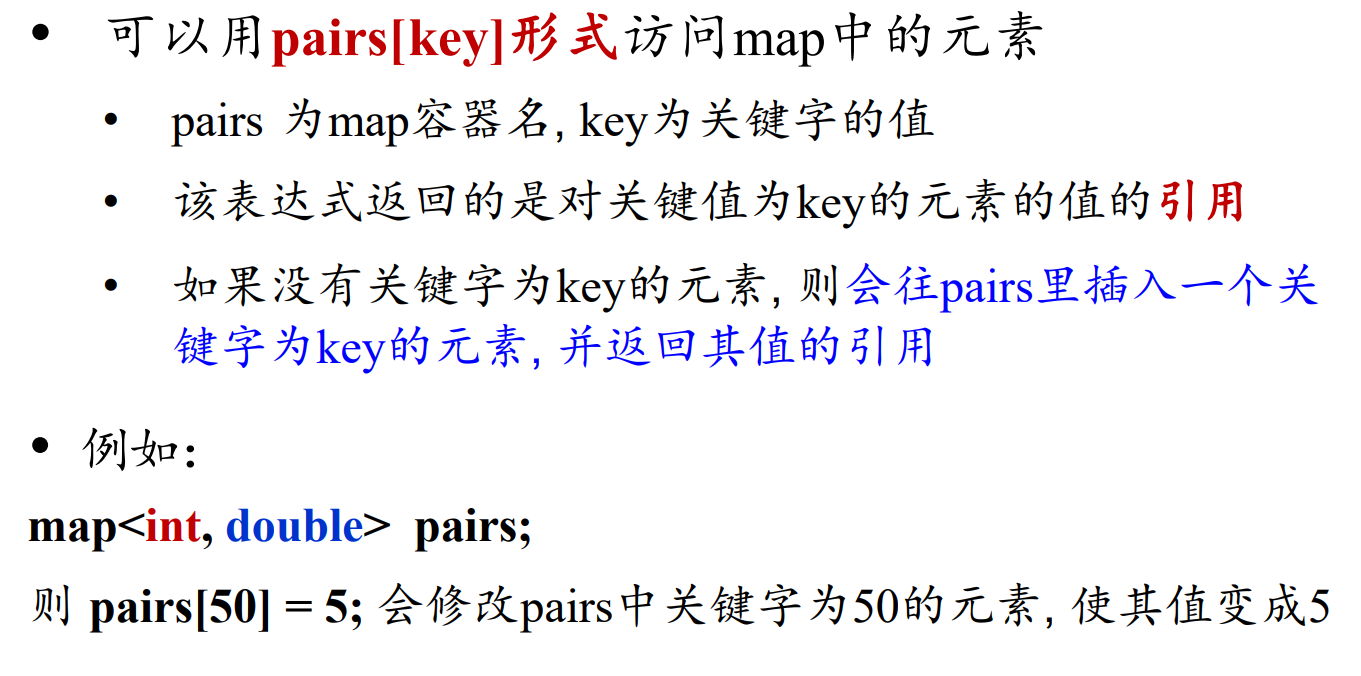 • 可以用pairs[key]形式访问map中的元素
• pairs 为map容器名, key为关键字的值
• 该表达式返回的是对关键值为key的元素的值的引用
• 如果没有关键字为key的元素, 则会往pairs里插入一个关
键字为key的元素, 并返回其值的引用
• 例如：
map<int, double> pairs;
则 pairs[50] = 5; 会修改pairs中关键字为50的元素, 使其值变成5